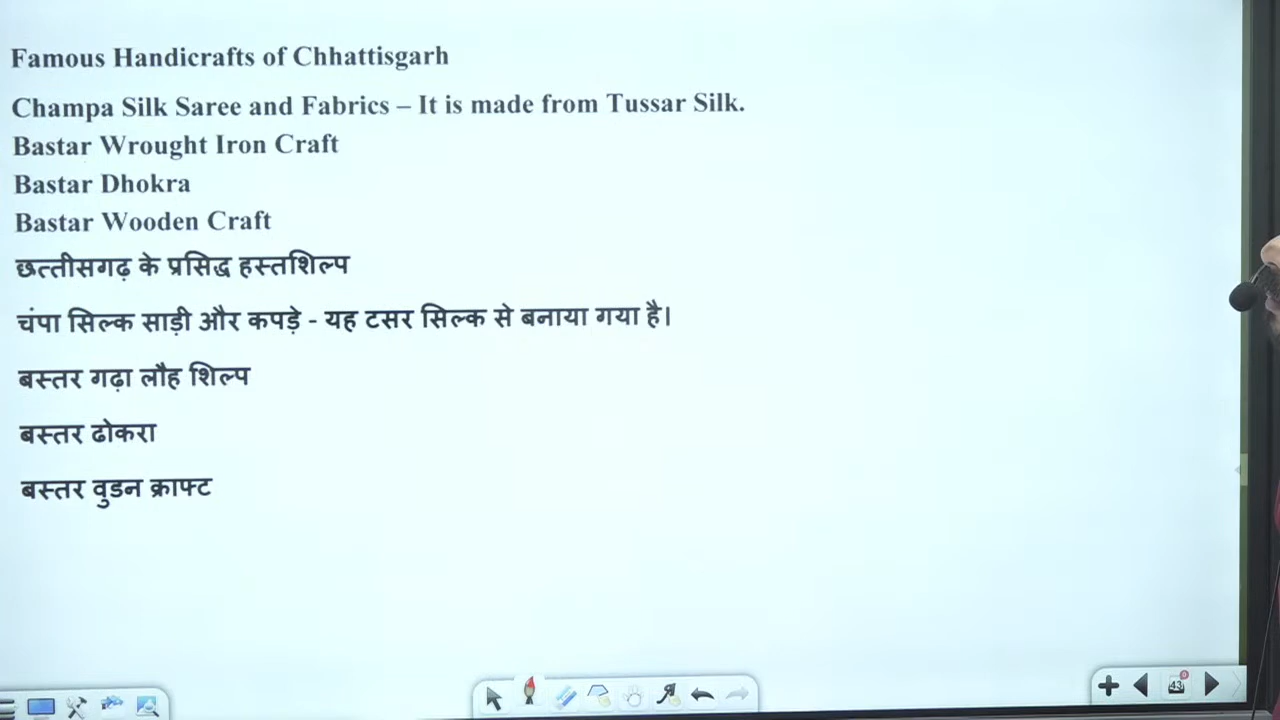 Famous Handicrafts of Chhattisgarh
Champa Silk Saree and Fabrics – It is made from Tussar Silk.
Bastar Wrought Iron Craft
Bastar Dhokra
Bastar Wooden Craft
छत्तीसगढ़ के प्रसिद्ध हस्तशिल्प
चंपा सिल्क साड़ी और कपड़े - यह टसर सिल्क से बनाया गया है।
बस्तर गढ़ा लौह शिल्प
बस्तर ढोकरा
बस्तर वुडन क्राफ्ट
43